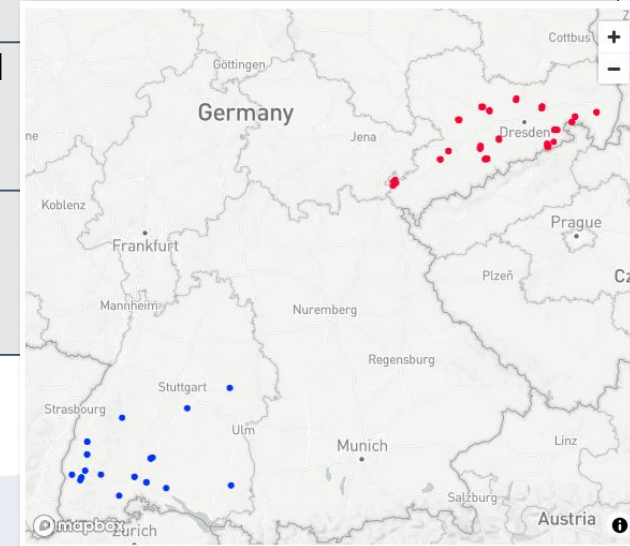 Cottbus
+
−
Göttingen
Germany
Jena
Dresden
Koblenz
Frankfurt
Prague
Plzeň
Mannheim
Nuremberg
Regensburg
Stuttgart
Strasbourg
Ulm
Munich
Linz
Salzburg
Austria
mapbox
Zürich
i